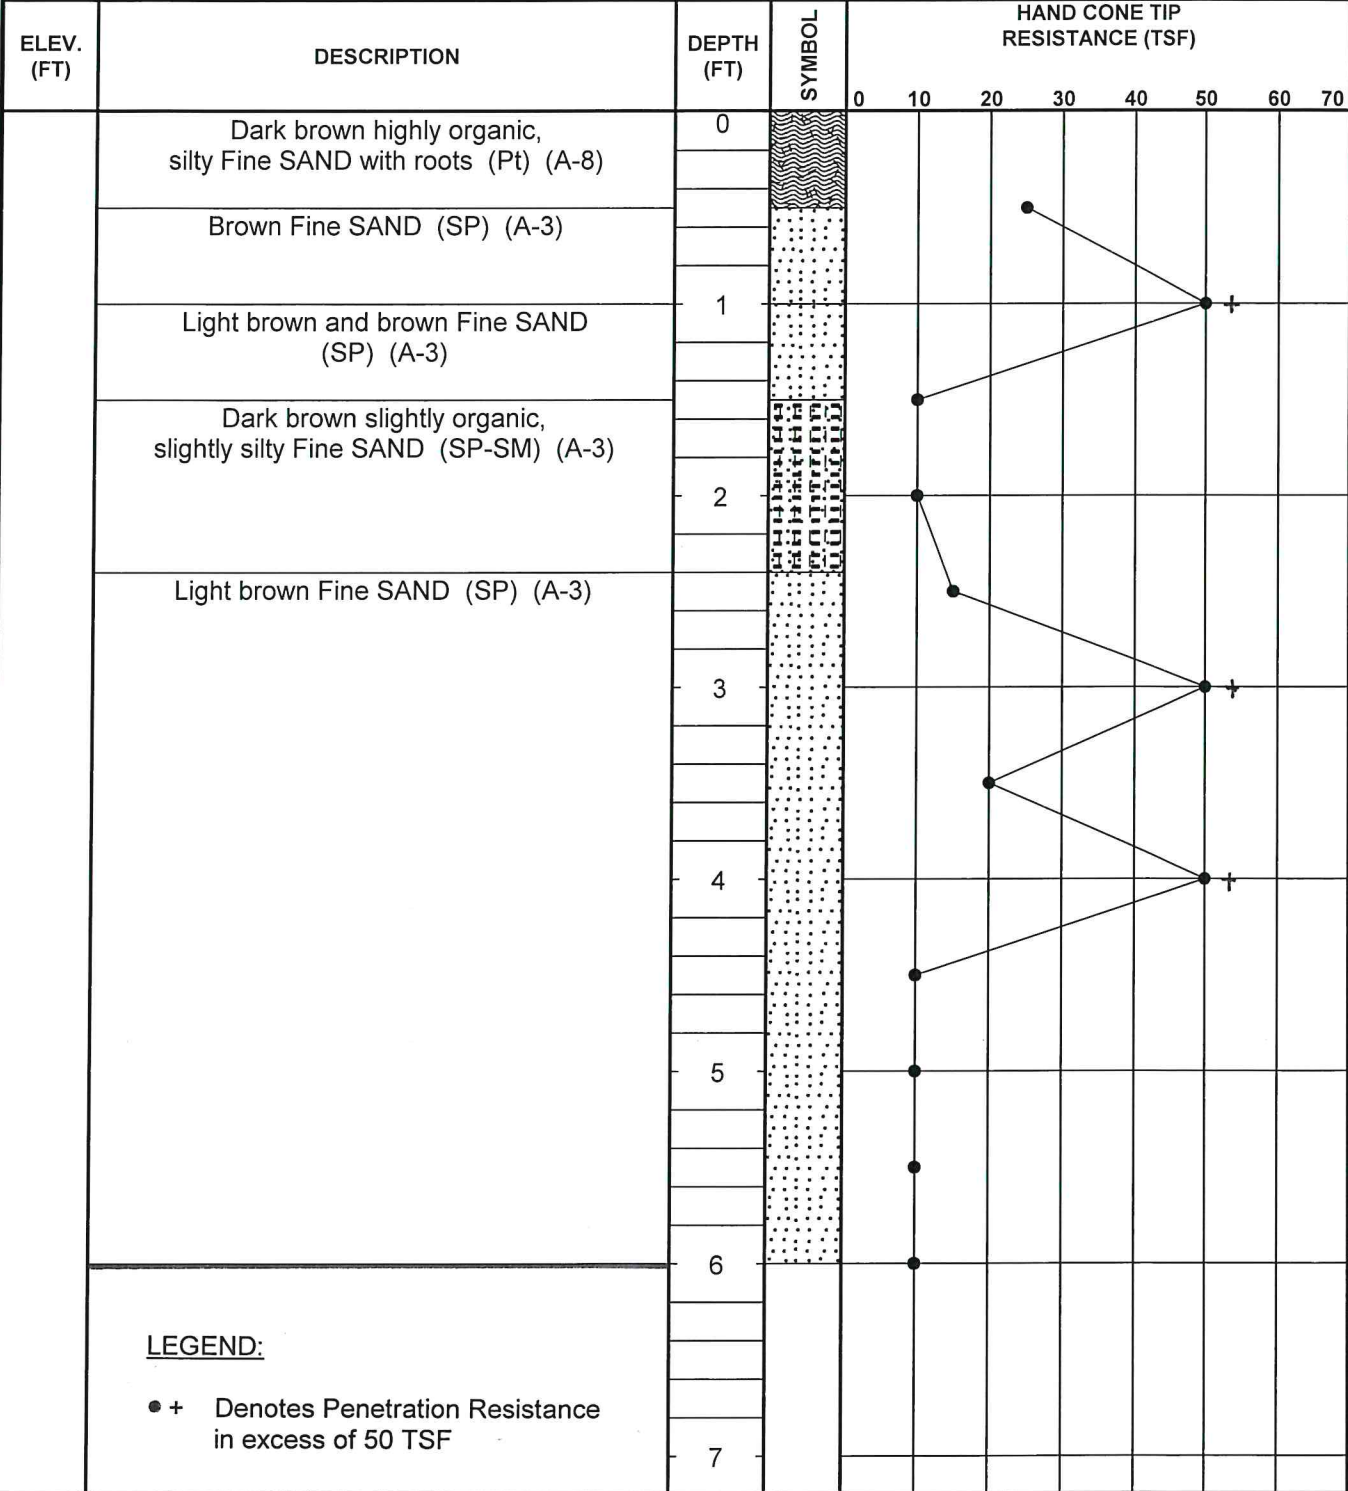 ELEV.
(FT)
DESCRIPTION
DEPTH
(FT)
SYMBOL
HAND CONE TIP
RESISTANCE (TSF)
0 10 20 30 40 50 60 70
Dark brown highly organic,
silty Fine SAND with roots (Pt) (A-8)
0
Brown Fine SAND (SP) (A-3)
1
+
Light brown and brown Fine SAND
(SP) (A-3)
Dark brown slightly organic,
slightly silty Fine SAND (SP-SM) (A-3)
2
Light brown Fine SAND (SP) (A-3)
3
+
4
+
5
6
LEGEND:
● + Denotes Penetration Resistance
in excess of 50 TSF
7